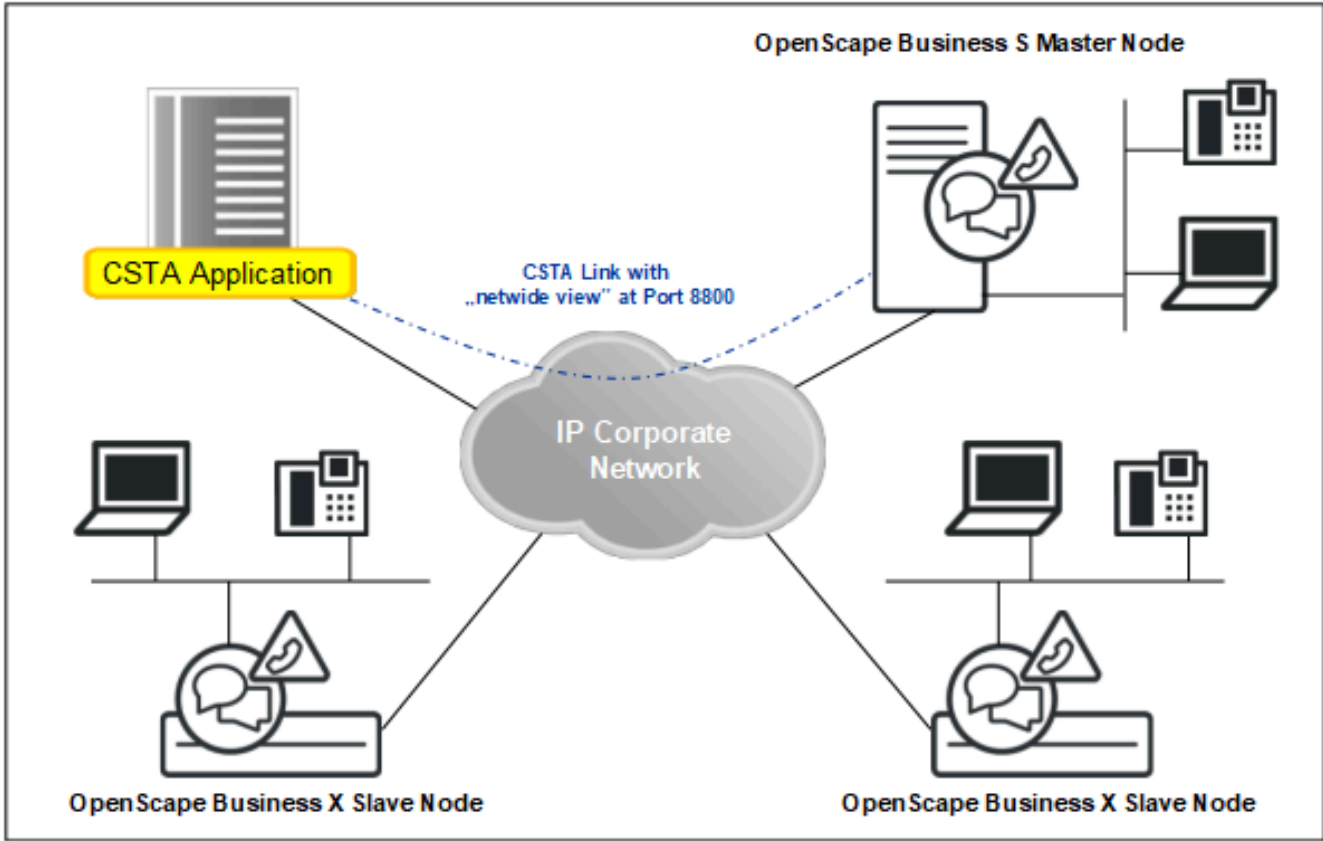 OpenScape Business S Master Node
CSTA Application
CSTA Link with
„netwide view” at Port 8800
IP Corporate
Network
OpenScape Business X Slave Node
OpenScape Business X Slave Node